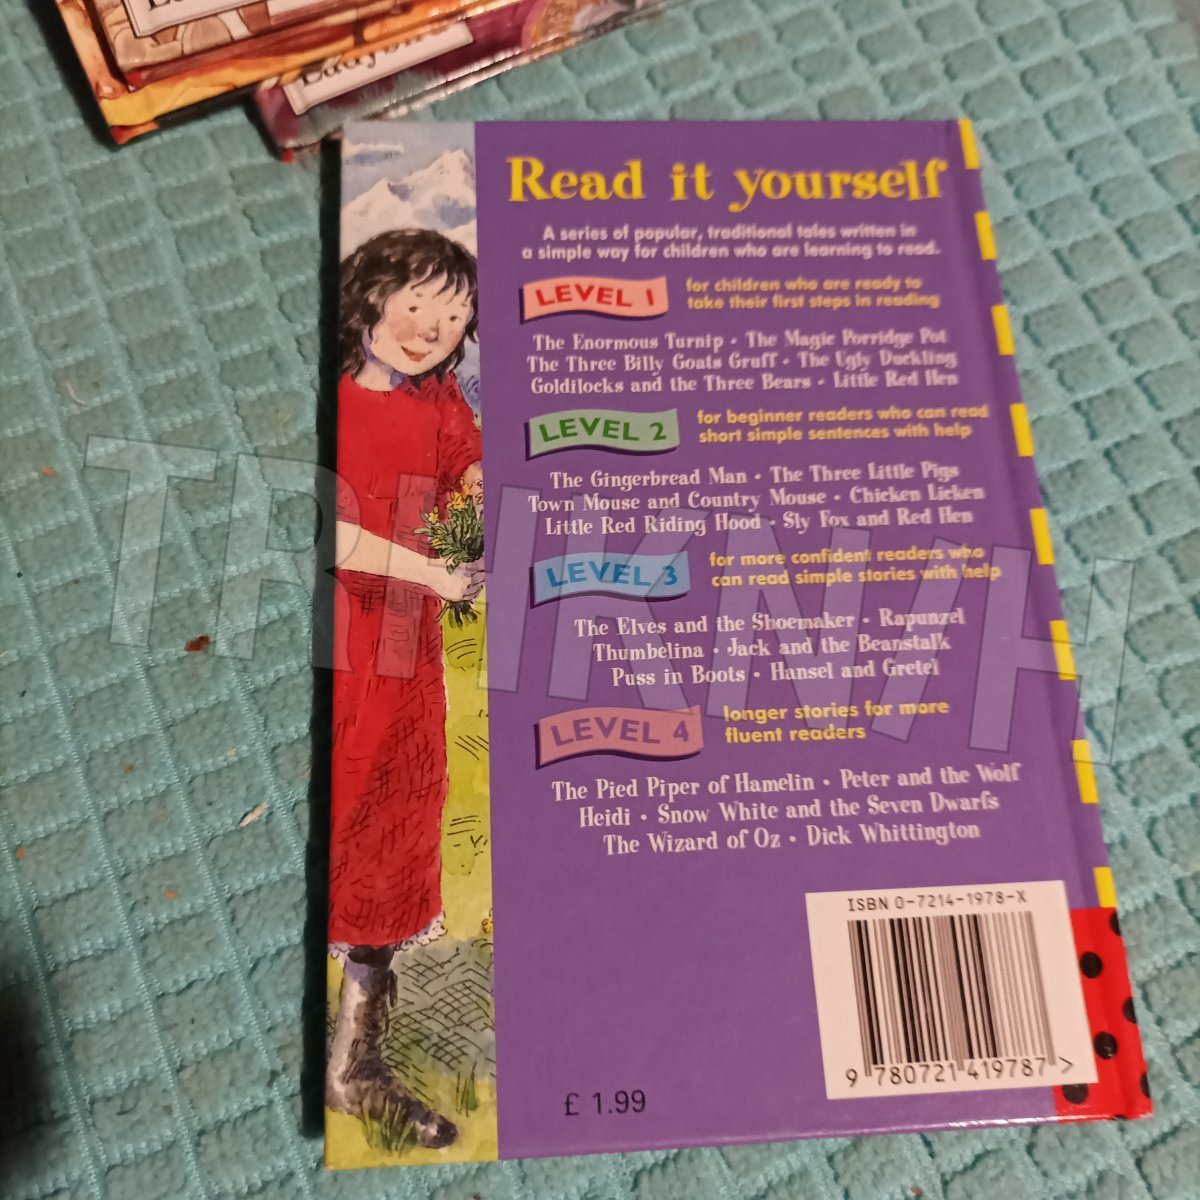 Read it yourself
A series of popular, traditional tales written in
a simple way for children who are learning to read.
LEVEL 1
for children who are ready to
take their first steps in reading
The Enormous Turnip • The Magic Porridge Pot
The Three Billy Goats Gruff • The Ugly Duckling
Goldilocks and the Three Bears • Little Red Hen
LEVEL 2
for beginner readers who can read
short simple sentences with help
The Gingerbread Man • The Three Little Pigs
Town Mouse and Country Mouse • Chicken Licken
Little Red Riding Hood • Sly Fox and Red Hen
LEVEL 3
for more confident readers who
can read simple stories with help
The Elves and the Shoemaker • Rapunzel
Thumbelina • Jack and the Beanstalk
Puss in Boots • Hansel and Gretel
LEVEL 4
longer stories for more
fluent readers
The Pied Piper of Hamelin • Peter and the Wolf
Heidi • Snow White and the Seven Dwarfs
The Wizard of Oz • Dick Whittington
ISBN 0-7214-1978-X
9 780721 419787 >
£ 1.99